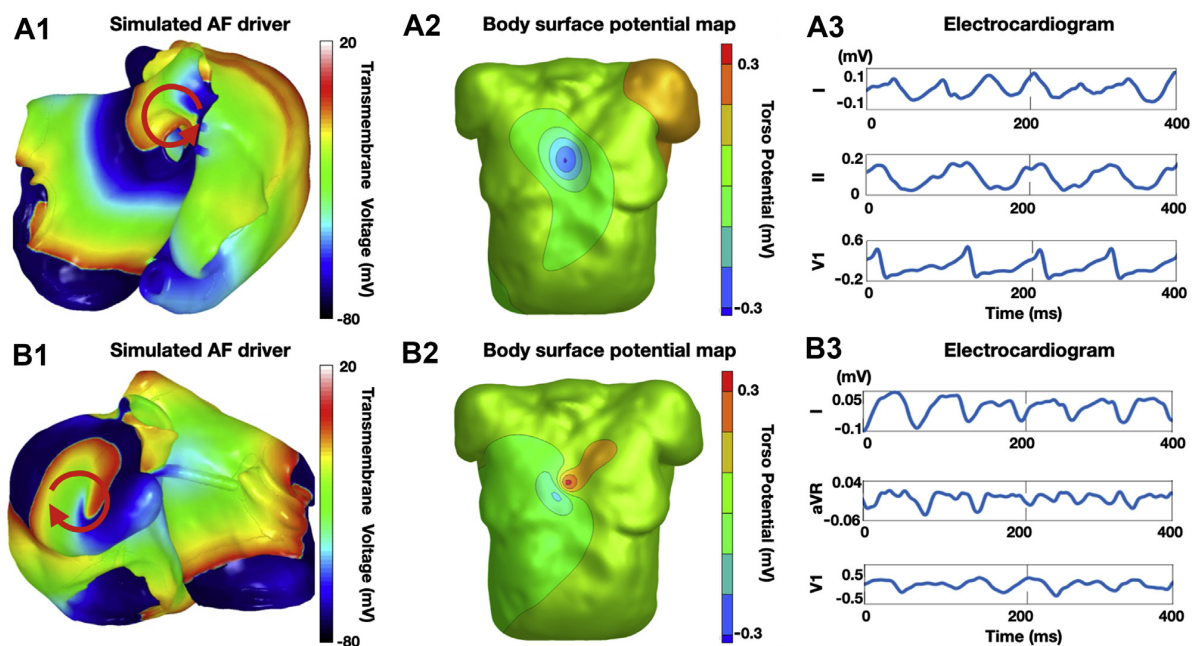 A1
Simulated AF driver
20
Transmembrane Voltage (mV)
-80
A2
Body surface potential map
0.3
Torso Potential (mV)
-0.3
A3
Electrocardiogram
(mV)
I
0.1
-0.1
0 200 400
II
0.2
0
200 400
V1
0.6
-0.2
0 200 400
Time (ms)
B1
Simulated AF driver
20
Transmembrane Voltage (mV)
-80
B2
Body surface potential map
0.3
Torso Potential (mV)
-0.3
B3
Electrocardiogram
(mV)
I
0.05
-0.1
0 200 400
aVR
0.04
-0.06
0 200 400
V1
0.5
-0.5
0 200 400
Time (ms)